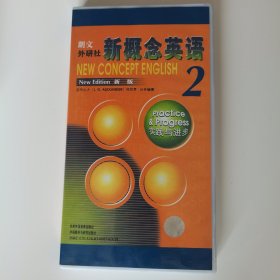 朗文
外研社
新概念英语
NEW CONCEPT ENGLISH
New Edition 新 版
2
Practice
& Progress
实践与进步